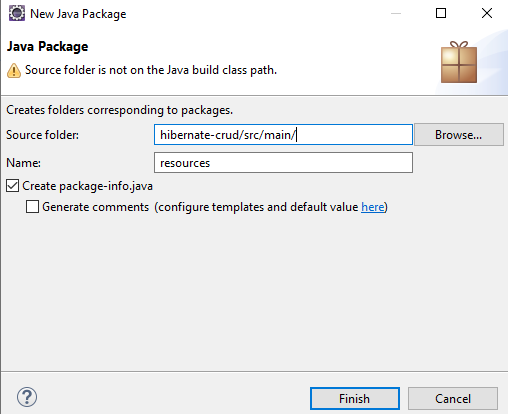 New Java Package
Java Package
Source folder is not on the Java build class path.
Creates folders corresponding to packages.
Source folder: hibernate-crud/src/main/ Browse...
Name: resources
Create package-info.java
Generate comments (configure templates and default value here)
? Finish Cancel